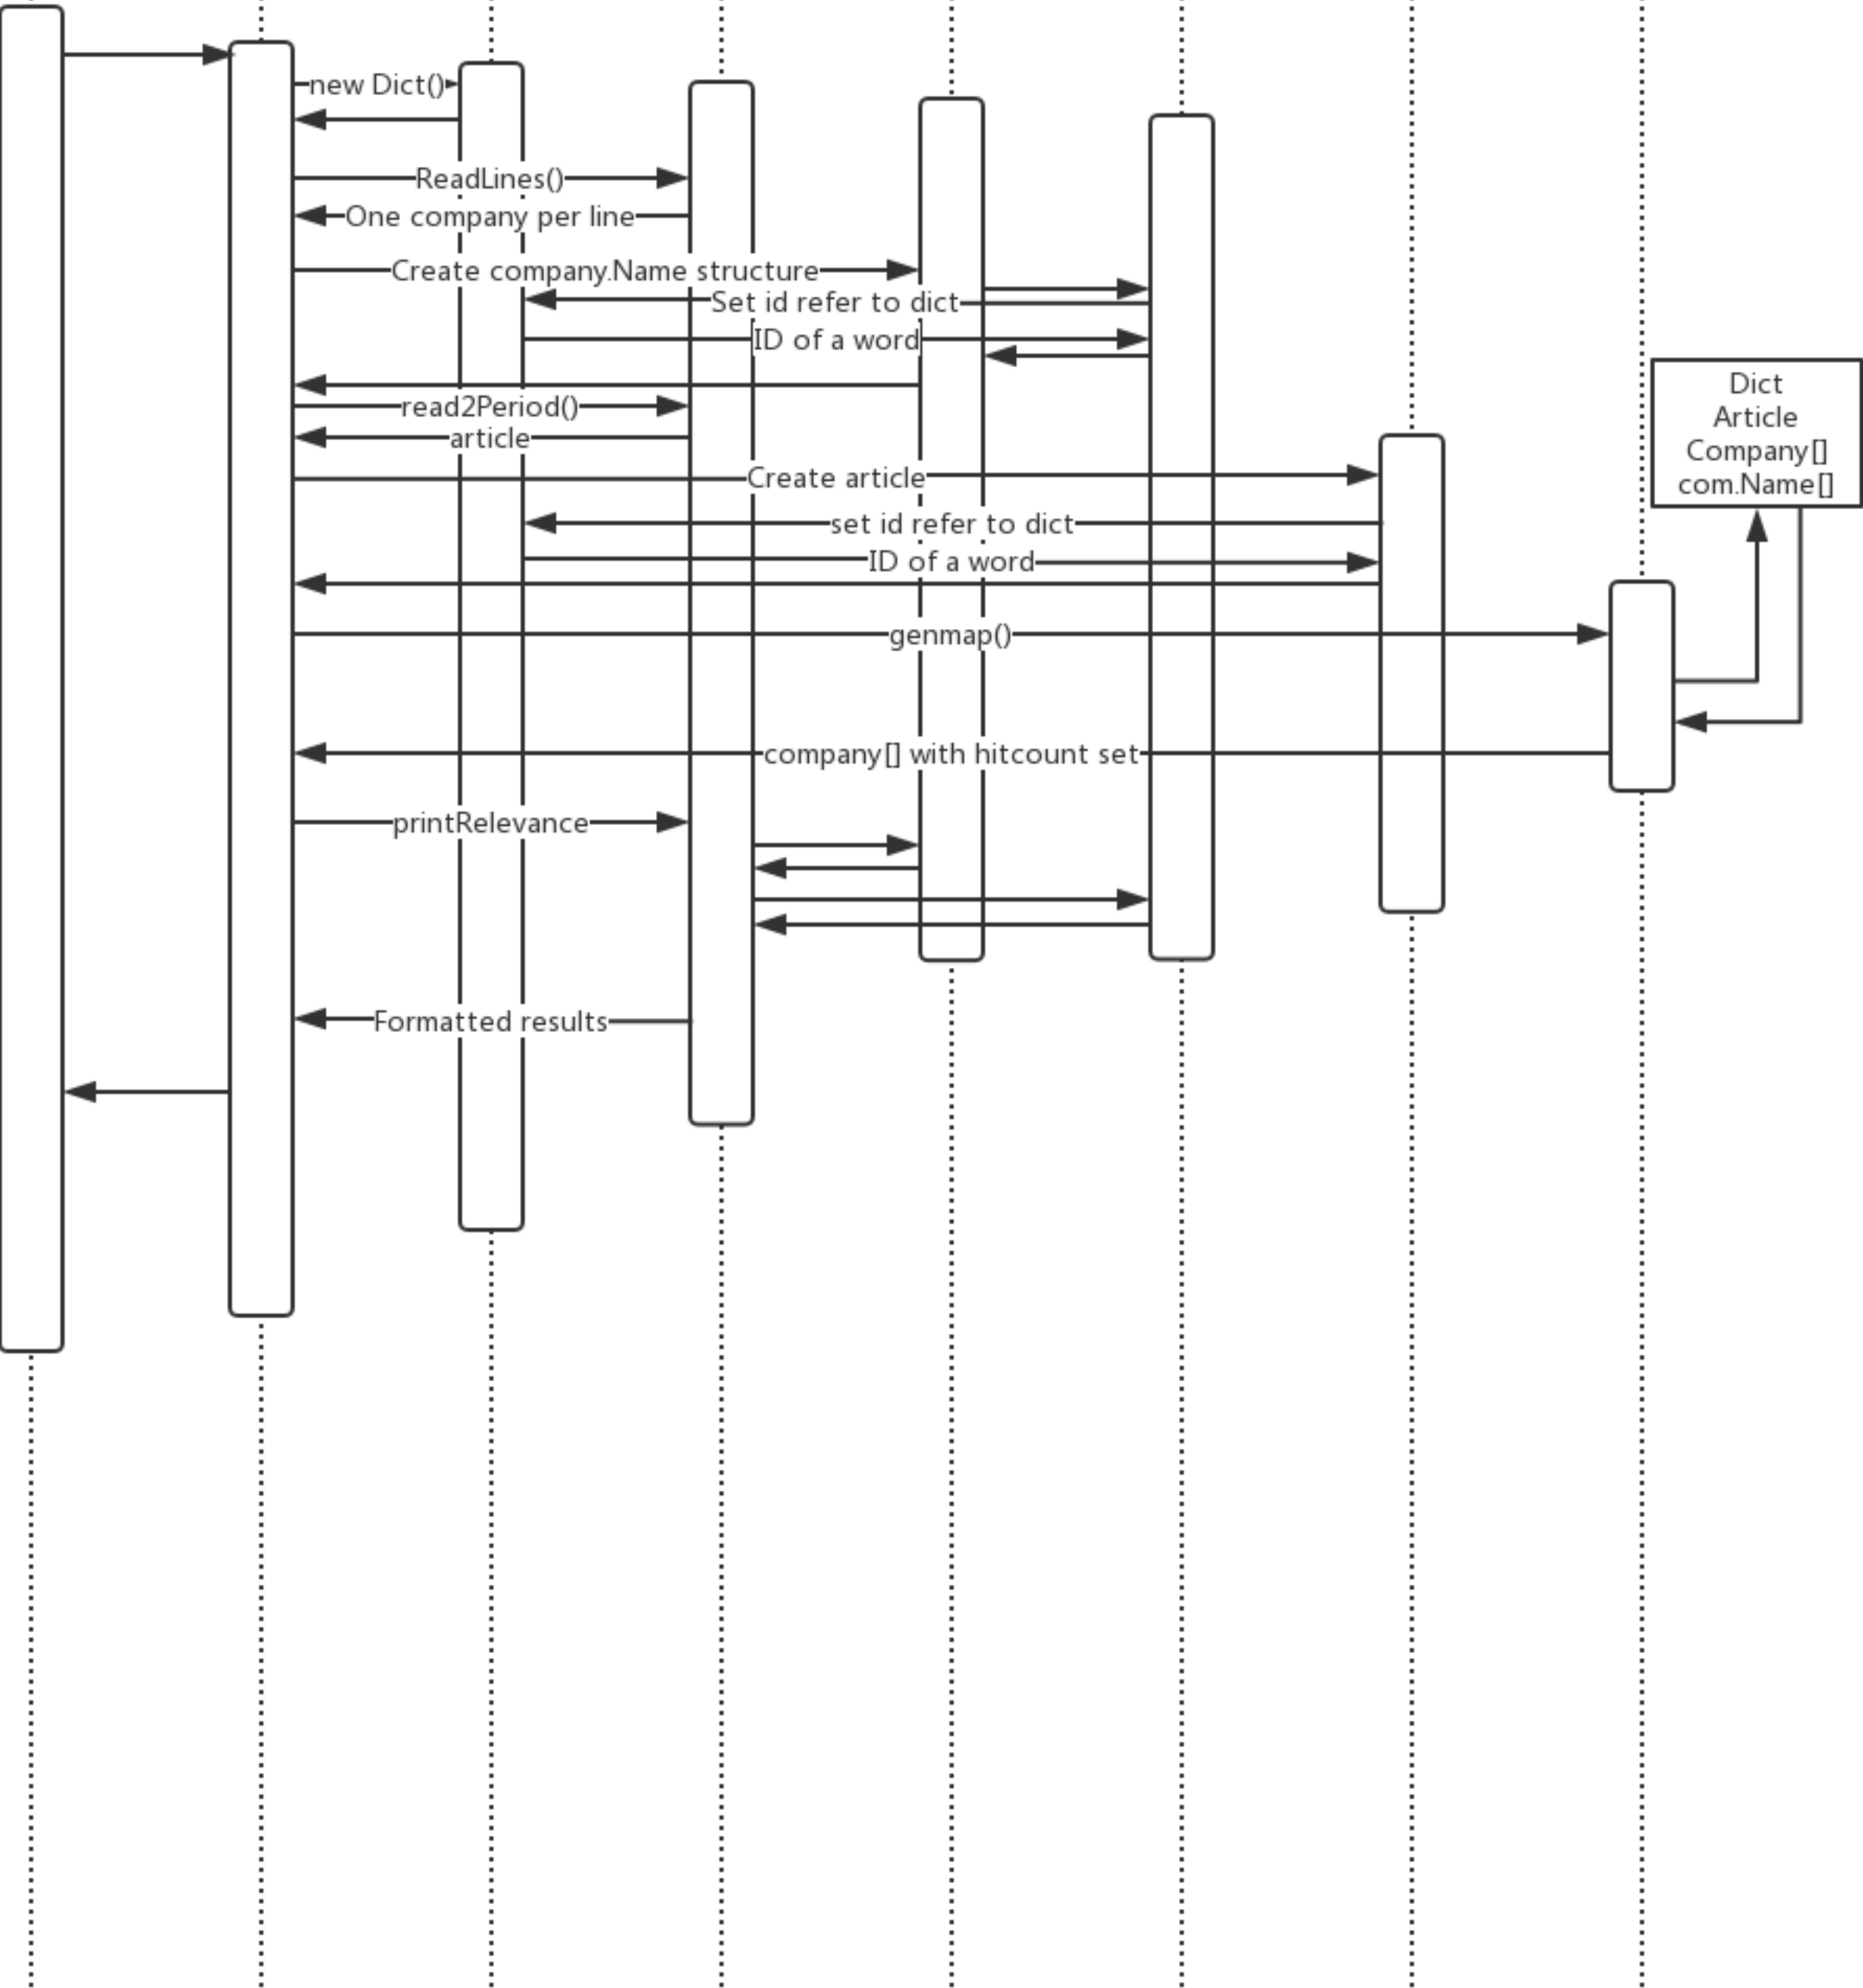 new Dict()
ReadLines()
One company per line
Create company.Name structure
Set id refer to dict
ID of a word
Dict
Article
Company[]
com.Name[]
read2Period()
article
Create article
set id refer to dict
ID of a word
genmap()
company[] with hitcount set
printRelevance
Formatted results